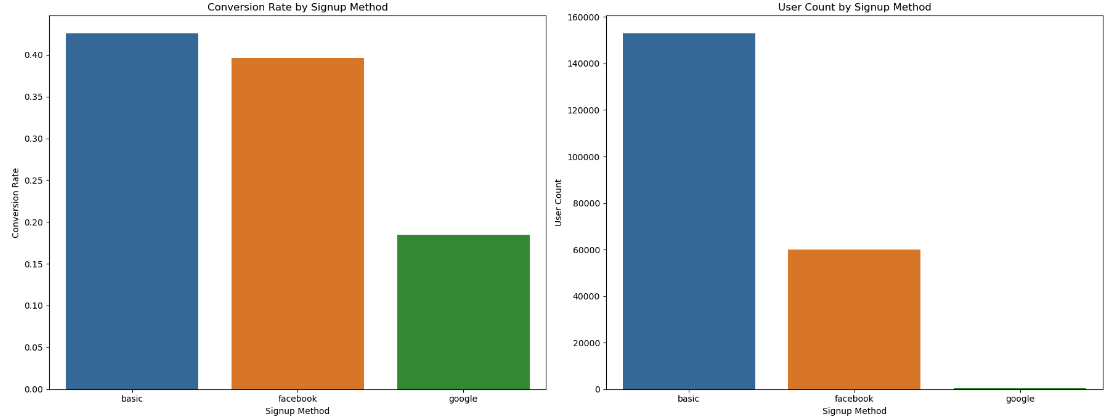 Conversion Rate by Signup Method
Conversion Rate
0.40
0.35
0.30
0.25
0.20
0.15
0.10
0.05
0.00
basic facebook google
Signup Method
User Count by Signup Method
User Count
160000
140000
120000
100000
80000
60000
40000
20000
0
basic facebook google
Signup Method